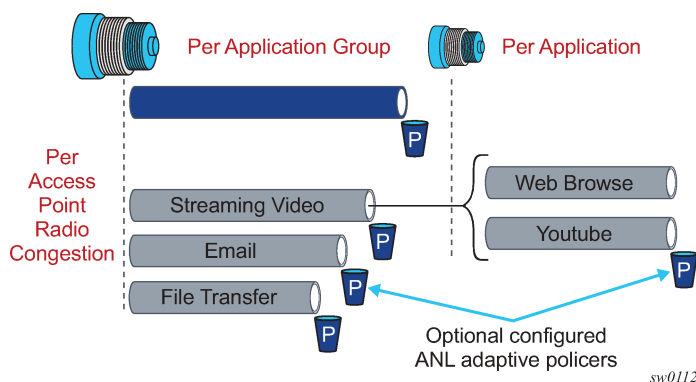 Per Application Group
Per Application
P
Per
Access
Point
Radio
Congestion
Streaming Video
P
Email
P
File Transfer
P
Web Browse
Youtube
P
Optional configured
ANL adaptive policers
sw0112